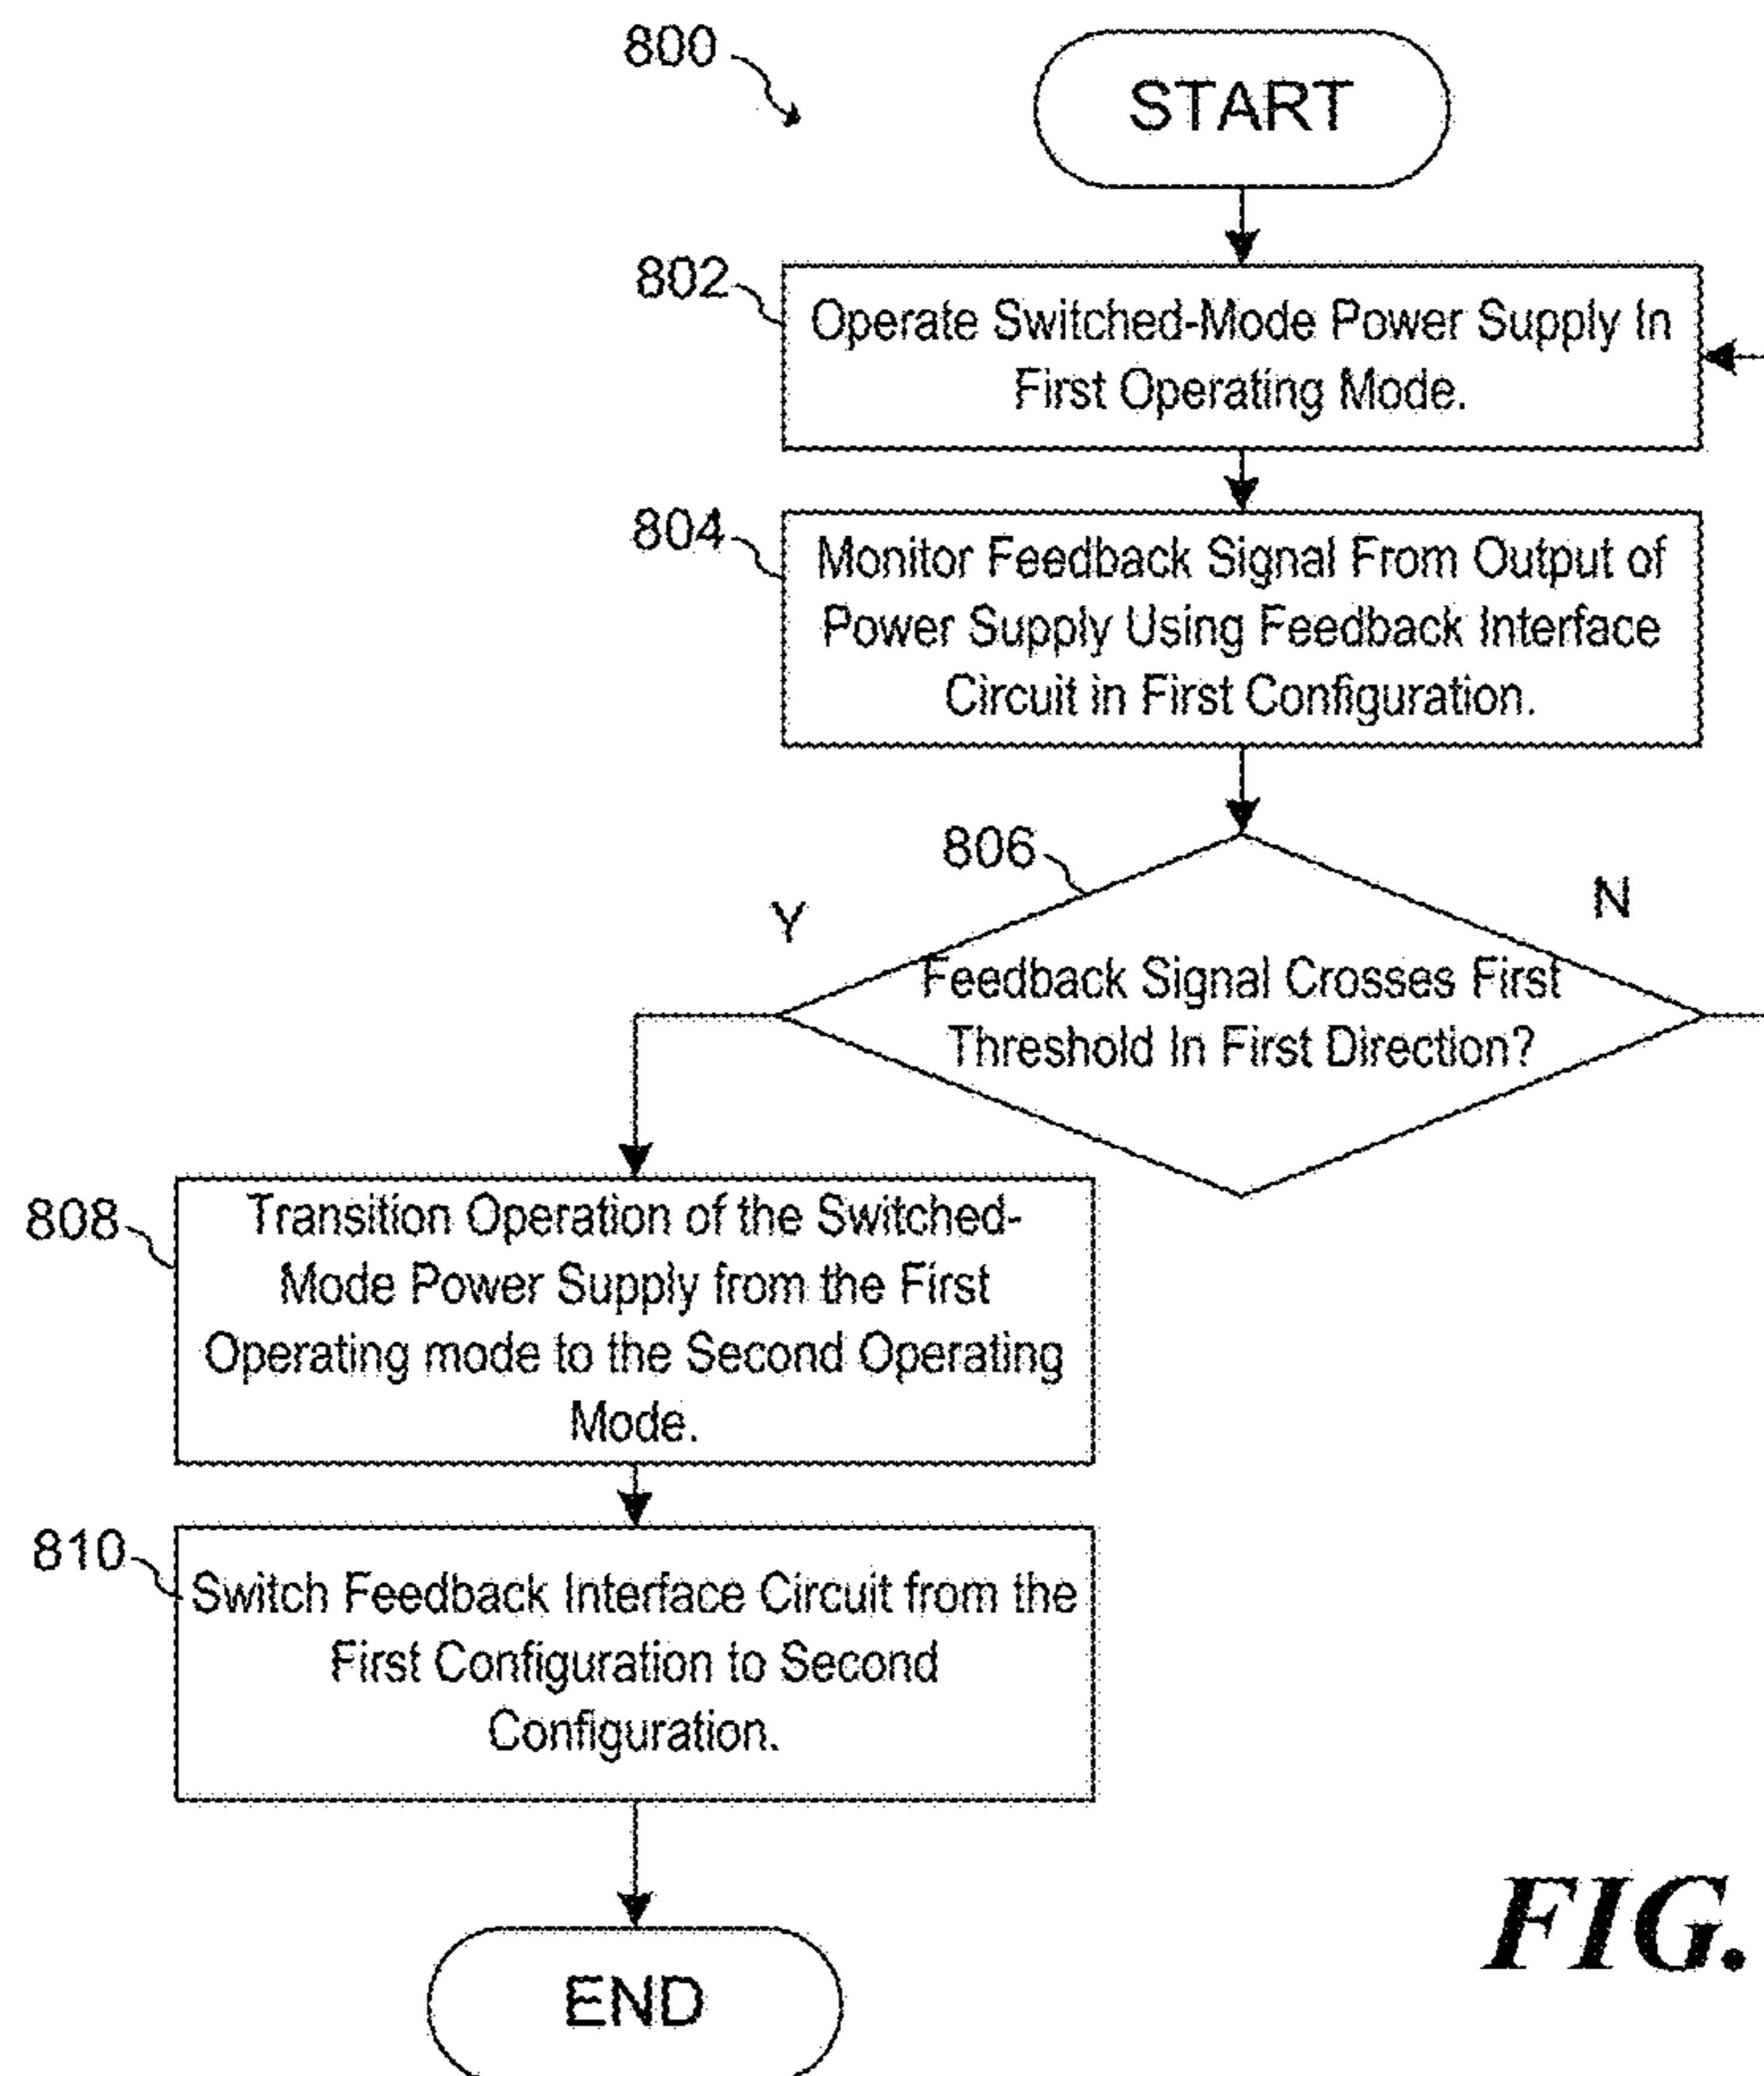 800
START
802
Operate Switched-Mode Power Supply In
First Operating Mode.
804
Monitor Feedback Signal From Output of
Power Supply Using Feedback Interface
Circuit in First Configuration.
806
Y
N
Feedback Signal Crosses First
Threshold In First Direction?
808
Transition Operation of the Switched-
Mode Power Supply from the First
Operating mode to the Second Operating
Mode.
810
Switch Feedback Interface Circuit from the
First Configuration to Second
Configuration.
END
FIG.